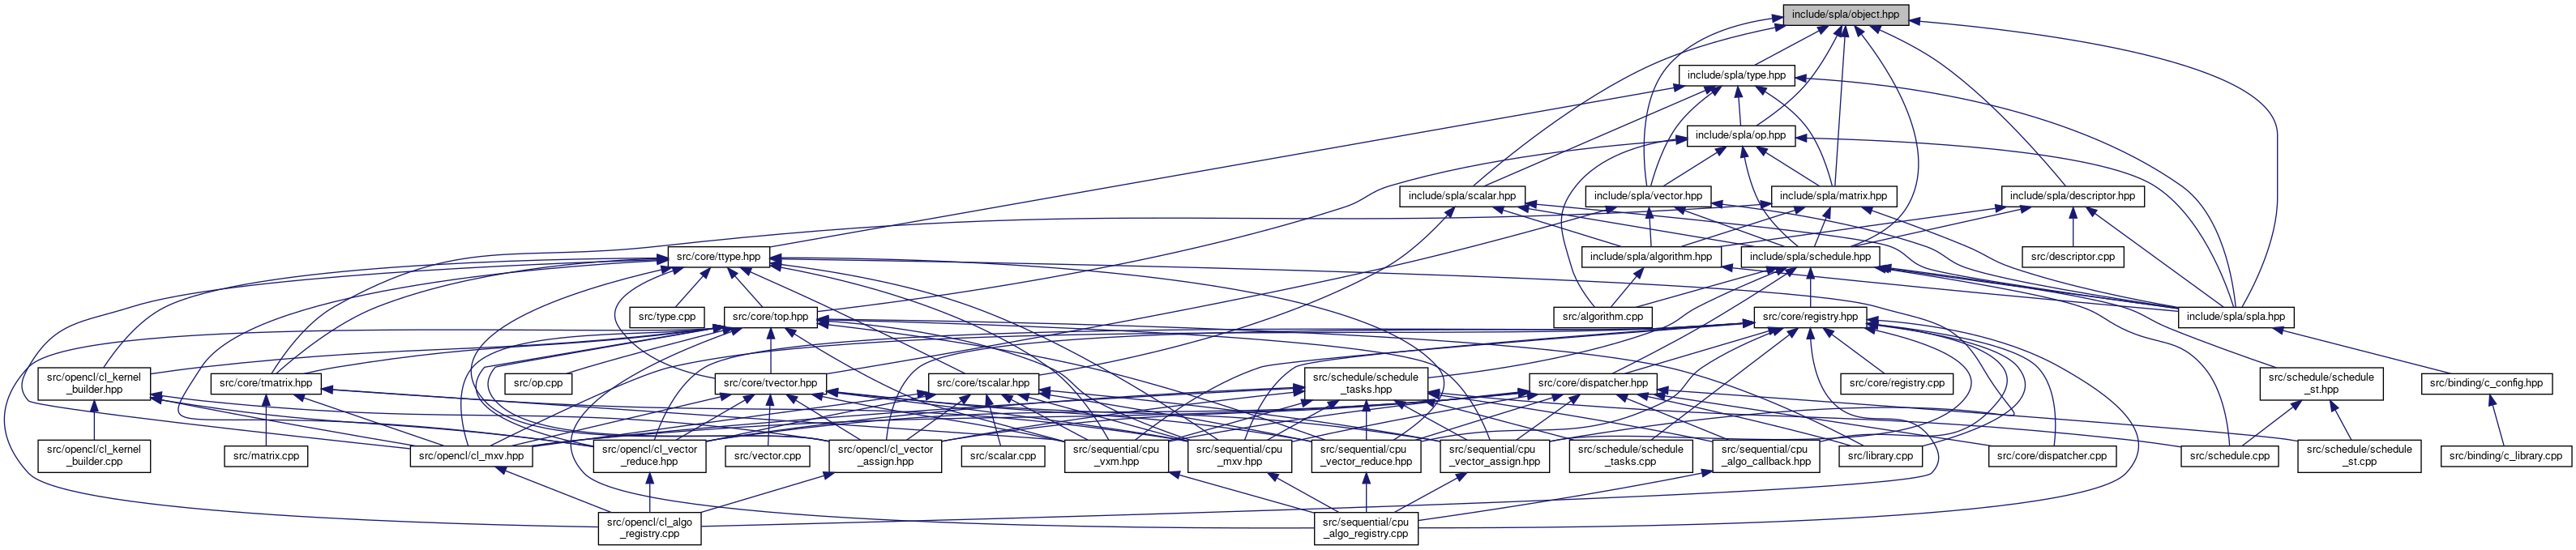 include/spla/object.hpp
include/spla/type.hpp
include/spla/op.hpp
include/spla/scalar.hpp
include/spla/vector.hpp
include/spla/matrix.hpp
include/spla/descriptor.hpp
src/core/ttype.hpp
include/spla/algorithm.hpp
include/spla/schedule.hpp
src/descriptor.cpp
src/type.cpp
src/core/top.hpp
src/algorithm.cpp
src/core/registry.hpp
include/spla/spla.hpp
src/opencl/cl_kernel
_builder.hpp
src/core/tmatrix.hpp
src/op.cpp
src/core/tvector.hpp
src/core/tscalar.hpp
src/schedule/schedule
_tasks.hpp
src/core/dispatcher.hpp
src/core/registry.cpp
src/schedule/schedule
_st.hpp
src/binding/c_config.hpp
src/opencl/cl_kernel
_builder.cpp
src/matrix.cpp
src/opencl/cl_mxv.hpp
src/opencl/cl_vector
_reduce.hpp
src/vector.cpp
src/opencl/cl_vector
_assign.hpp
src/scalar.cpp
src/sequential/cpu
_vxm.hpp
src/sequential/cpu
_mxv.hpp
src/sequential/cpu
_vector_reduce.hpp
src/sequential/cpu
_vector_assign.hpp
src/schedule/schedule
_tasks.cpp
src/sequential/cpu
_algo_callback.hpp
src/library.cpp
src/core/dispatcher.cpp
src/schedule.cpp
src/schedule/schedule
_st.cpp
src/binding/c_library.cpp
src/opencl/cl_algo
_registry.cpp
src/sequential/cpu
_algo_registry.cpp